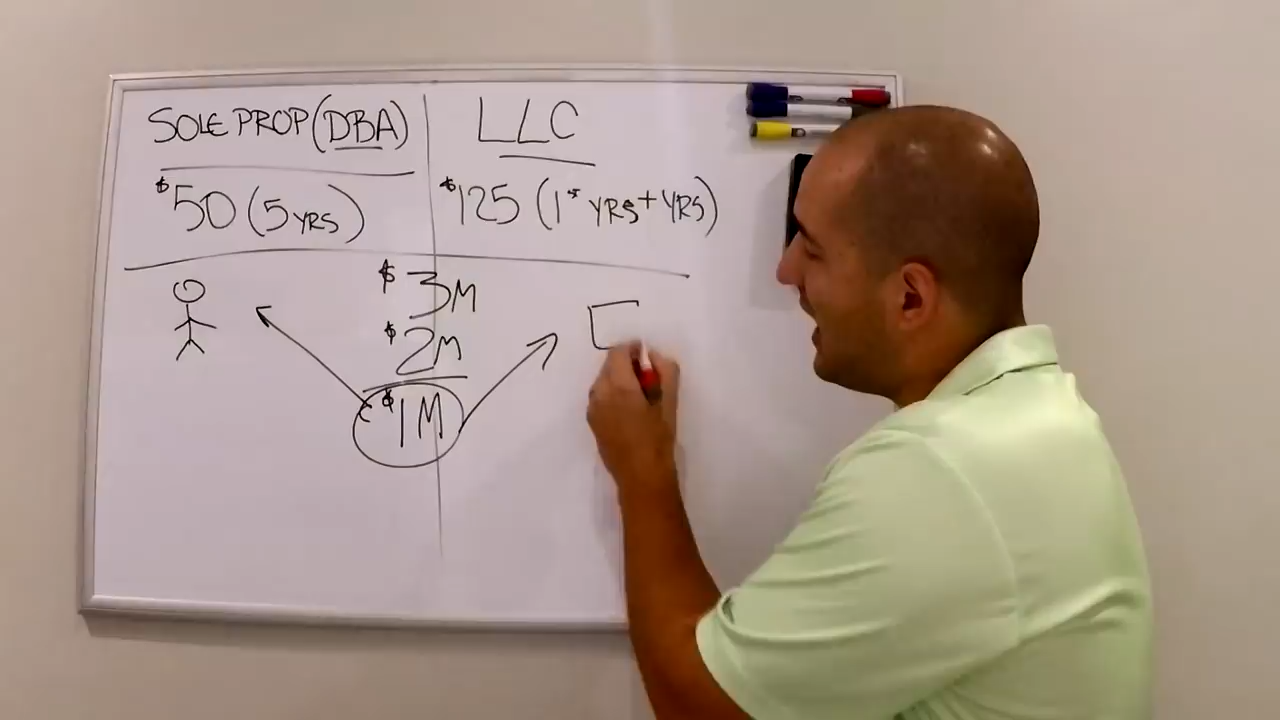 SOLE PROP (DBA)
LLC
$50 (5 YRS)
$125 (1st YRS + YRS)
$3M
$2M
$1M